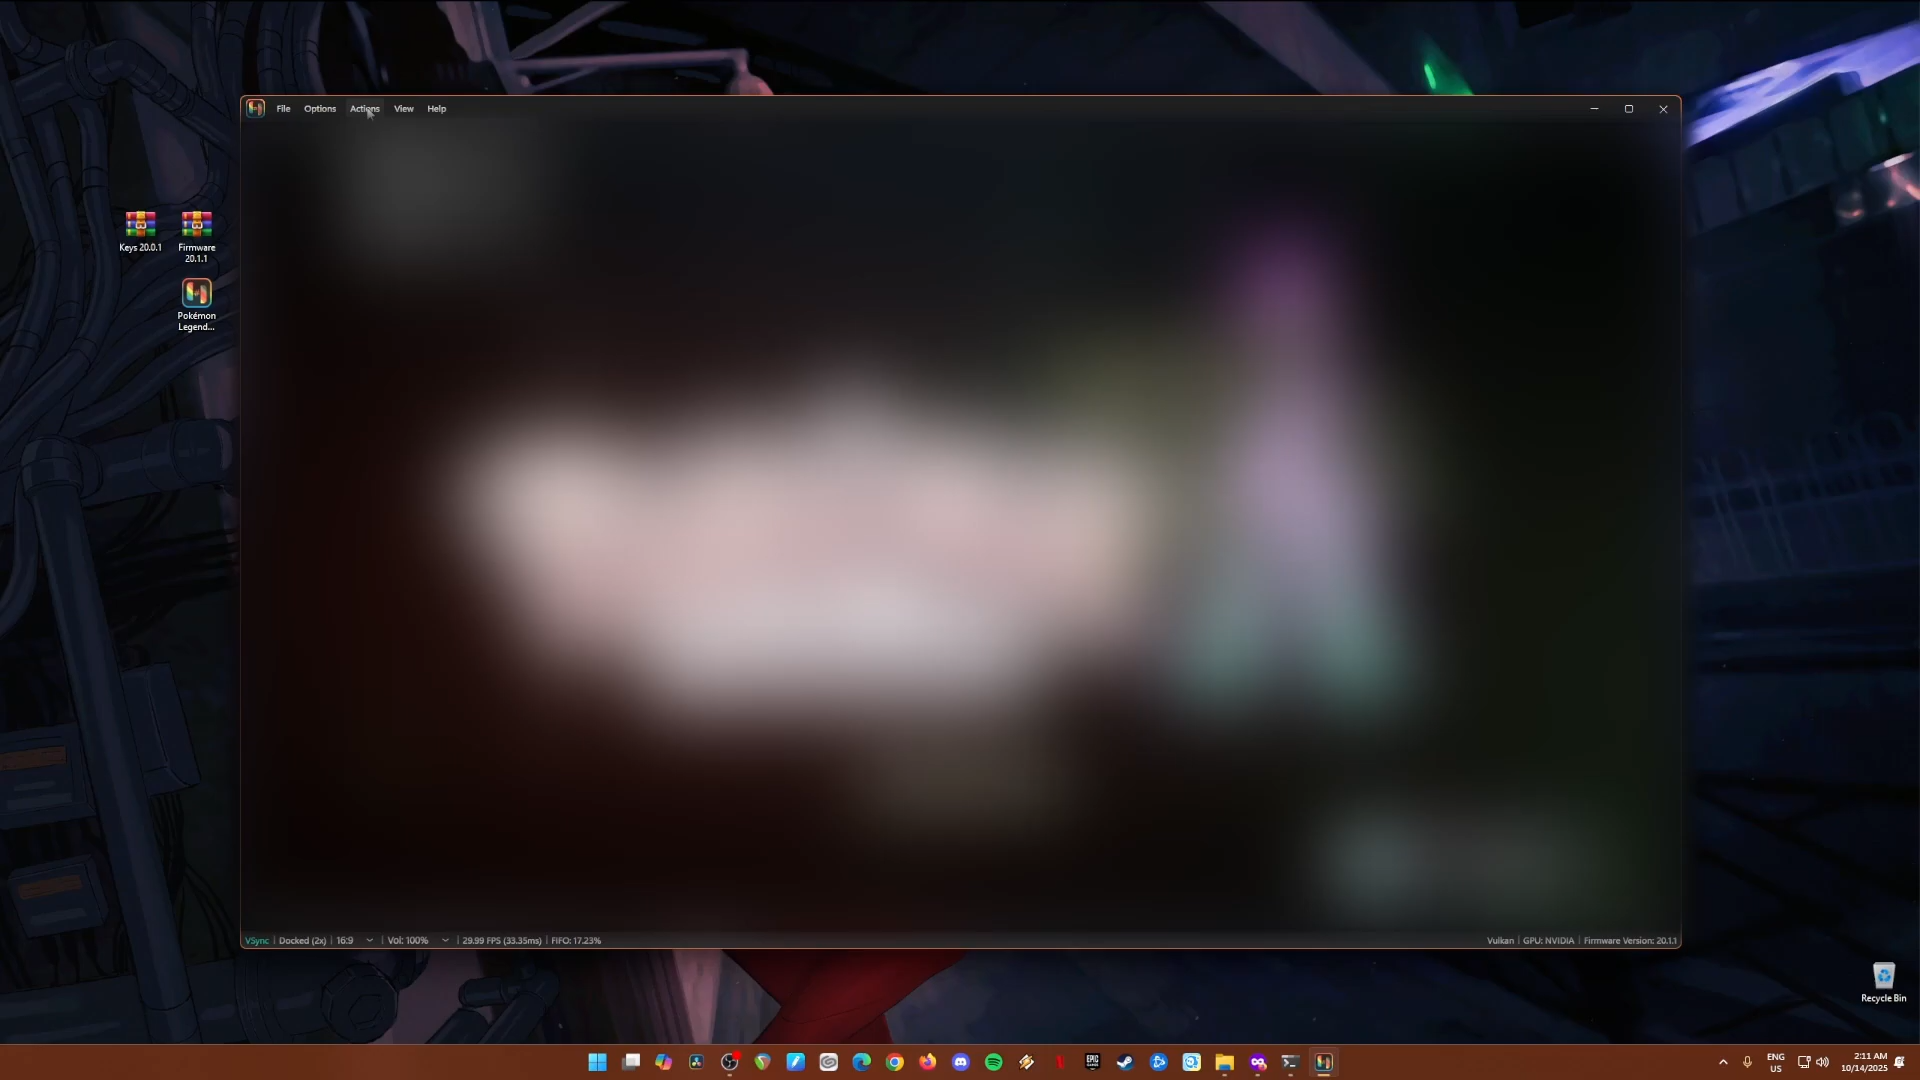 File Options Actions View Help
Keys 20.0.1
Firmware
20.1.1
Pokémon
Legend...
VSync | Docked (2x) | 16:9 | Vol: 100% | 29.99 FPS (33.35ms) | FIFO: 17.23%
Vulkan | GPU: NVIDIA | Firmware Version: 20.1.1
Recycle Bin
EPIC
GAMES
ENG
US
2:11 AM
10/14/2025